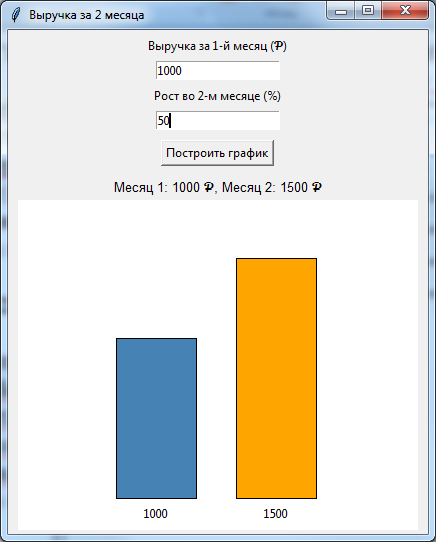 Выручка за 2 месяца
Выручка за 1-й месяц (₽)
1000
Рост во 2-м месяце (%)
50
Построить график
Месяц 1: 1000 ₽, Месяц 2: 1500 ₽
1000 1500